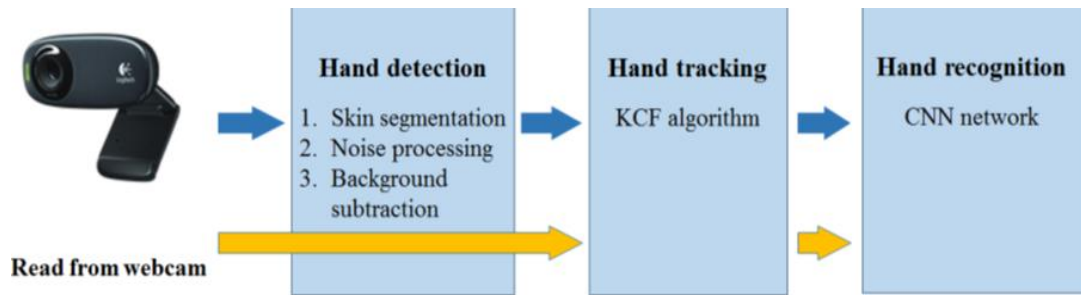 Hand detection
1. Skin segmentation
2. Noise processing
3. Background
subtraction
Hand tracking
KCF algorithm
Hand recognition
CNN network
Read from webcam